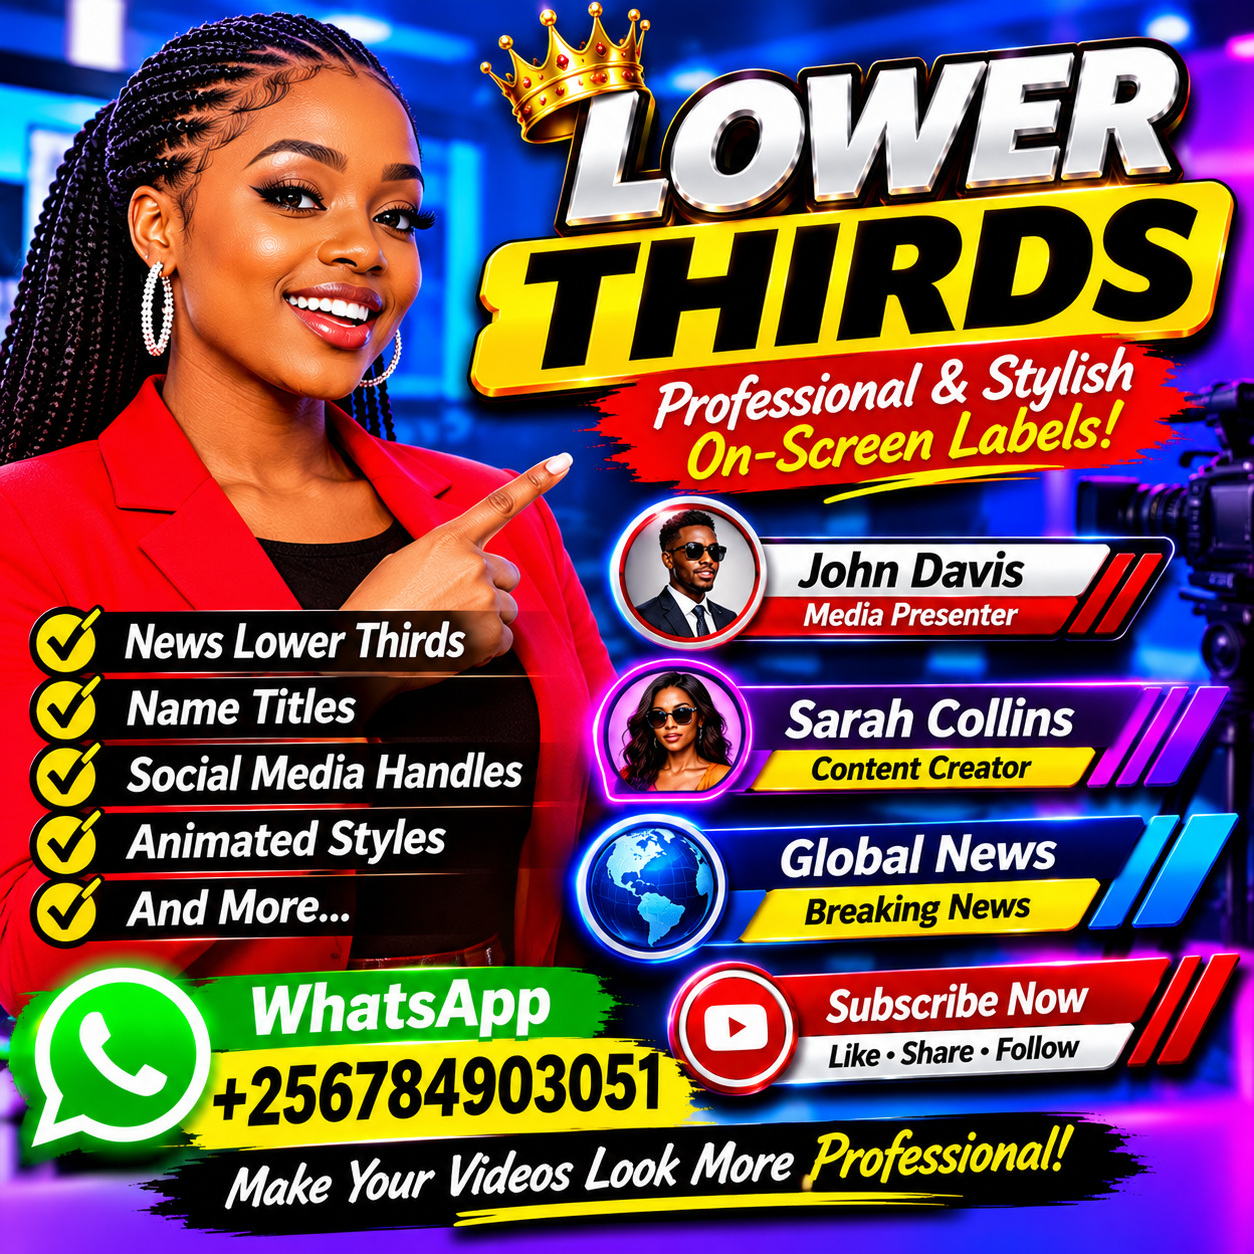 LOWER
THIRDS
Professional & Stylish
On-Screen Labels!
John Davis
Media Presenter
Sarah Collins
Content Creator
Global News
Breaking News
Subscribe Now
Like • Share • Follow
News Lower Thirds
Name Titles
Social Media Handles
Animated Styles
And More...
WhatsApp
+256784903051
Make Your Videos Look More Professional!